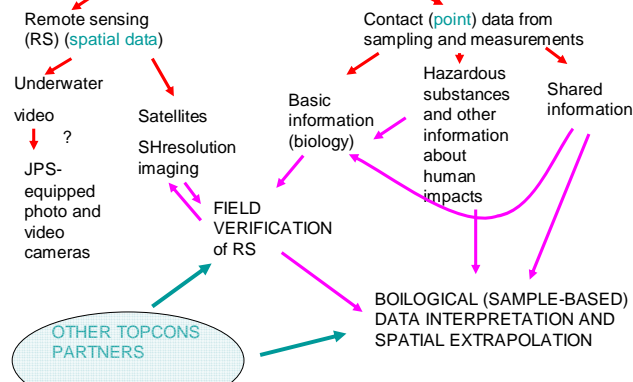 Remote sensing
(RS) (spatial data)
Contact (point) data from
sampling and measurements
Underwater
video
?
JPS-
equipped
photo and
video
cameras
Satellites
SHresolution
imaging
Basic
information
(biology)
Hazardous
substances
and other
information
about
human
impacts
Shared
information
FIELD
VERIFICATION
of RS
OTHER TOPCONS
PARTNERS
BOILOGICAL (SAMPLE-BASED)
DATA INTERPRETATION AND
SPATIAL EXTRAPOLATION